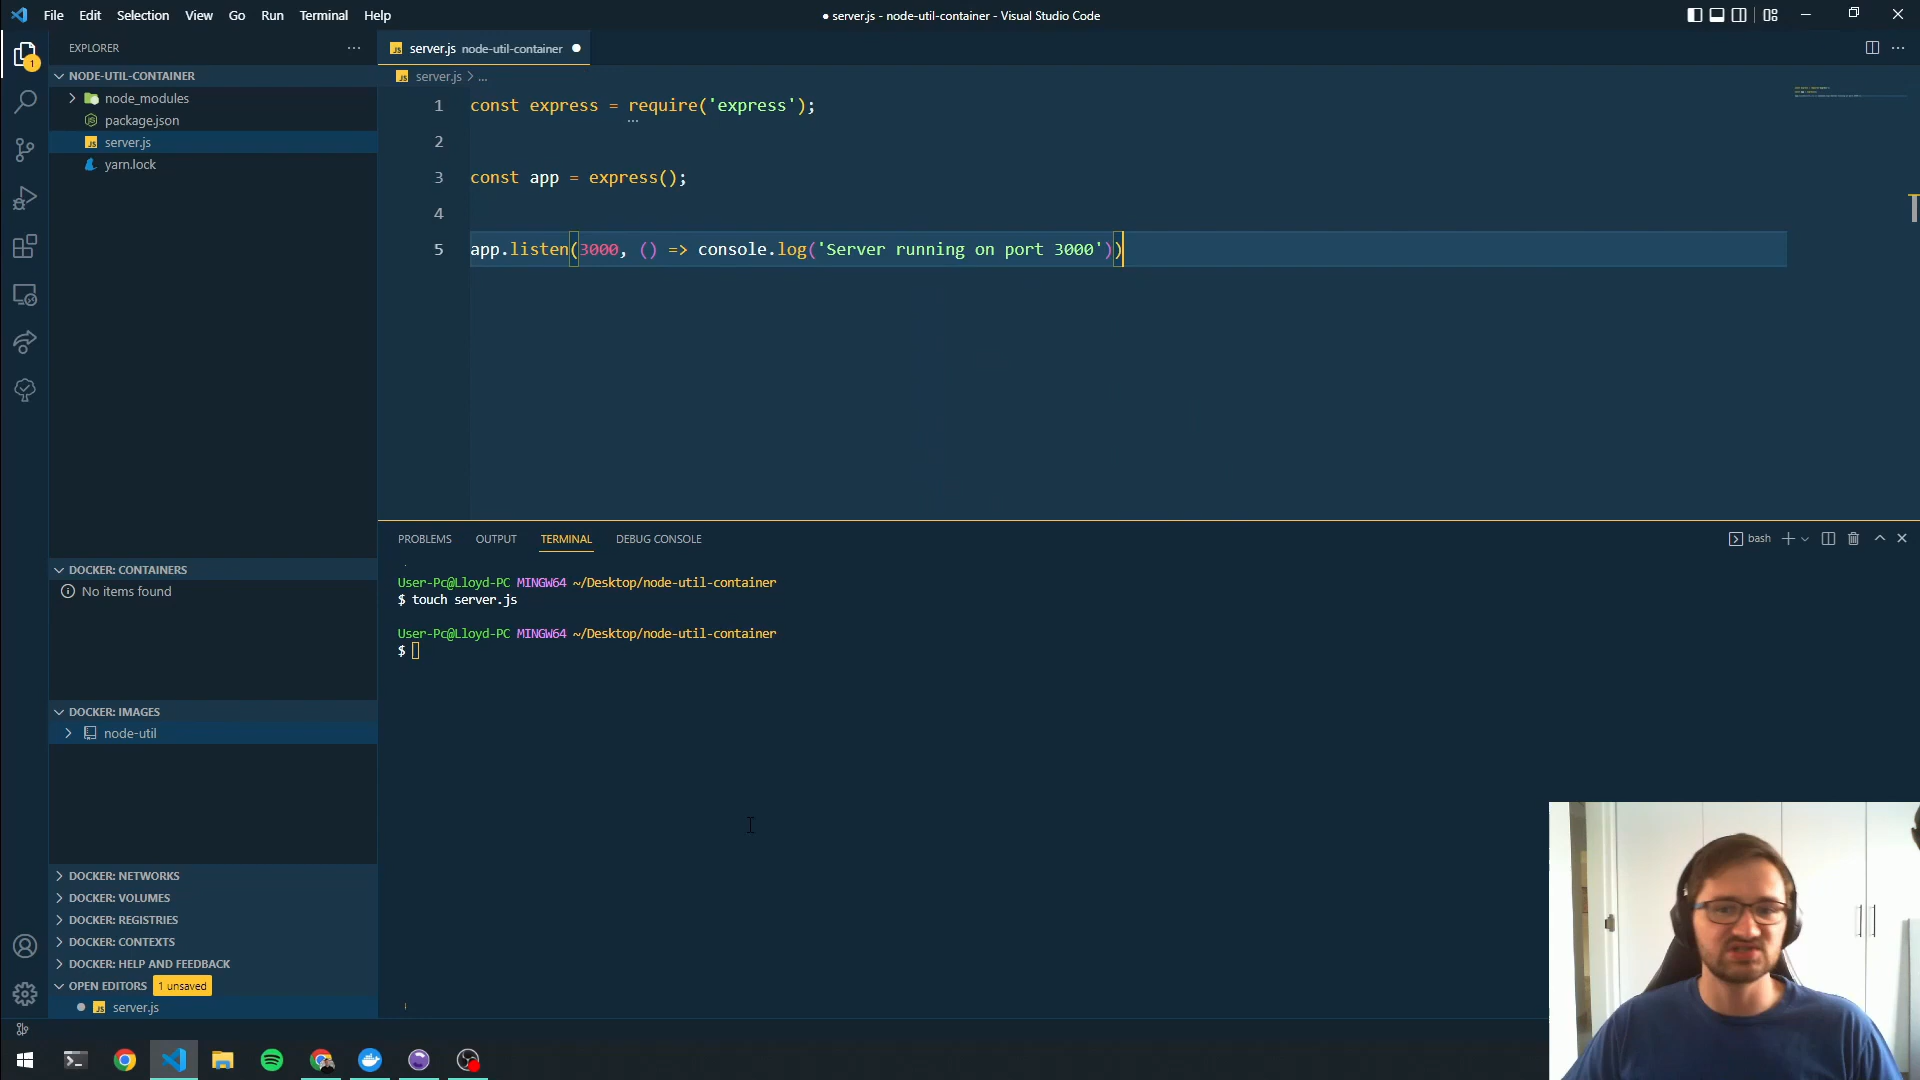 File Edit Selection View Go Run Terminal Help
● server.js - node-util-container - Visual Studio Code
EXPLORER
1
NODE-UTIL-CONTAINER
node_modules
package.json
server.js
yarn.lock
server.js node-util-container
server.js > ...
1 const express = require('express');
2
3 const app = express();
4
5 app.listen(3000, () => console.log('Server running on port 3000'))
PROBLEMS OUTPUT TERMINAL DEBUG CONSOLE
bash
User-Pc@Lloyd-PC MINGW64 ~/Desktop/node-util-container
$ touch server.js
User-Pc@Lloyd-PC MINGW64 ~/Desktop/node-util-container
$
DOCKER: CONTAINERS
No items found
DOCKER: IMAGES
node-util
DOCKER: NETWORKS
DOCKER: VOLUMES
DOCKER: REGISTRIES
DOCKER: CONTEXTS
DOCKER: HELP AND FEEDBACK
OPEN EDITORS 1 unsaved
server.js